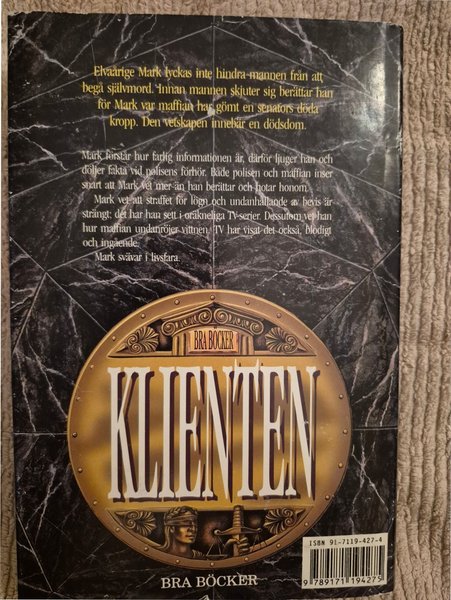 Elvaårige Mark lyckas inte hindra mannen från att
begå självmord. Innan mannen skjuter sig berättar han
för Mark var maffian har gömt en senators döda
kropp. Den vetskapen innebär en dödsdom.
Mark förstår hur farlig informationen är, därför ljuger han och
döljer fakta vid polisens förhör. Både polisen och maffian inser
snart att Mark vet mer än han berättar och hotar honom.
Mark vet att straffet för lögn och undanhållande av bevis är
strängt: det har han sett i oräkneliga TV-serier. Dessutom vet han
hur maffian undanröjer vittnen. TV har visat det också, blodigt
och ingående.
Mark svävar i livsfara.
BRA BÖCKER
KLIENTEN
ISBN 91-7119-427-4
9 789171 194275
BRA BÖCKER